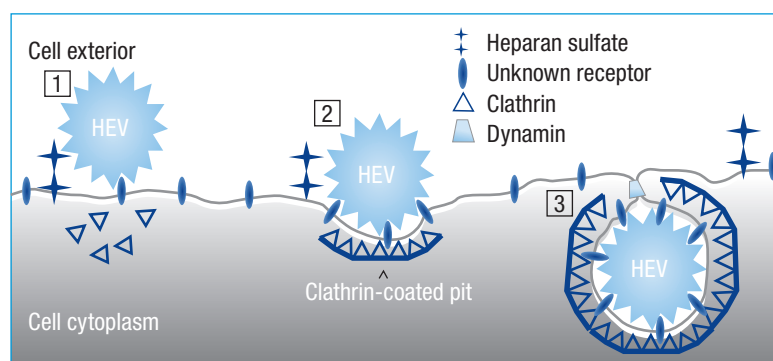 Cell exterior
1
HEV
2
HEV
Heparan sulfate
Unknown receptor
Clathrin
Dynamin
3
HEV
Clathrin-coated pit
Cell cytoplasm